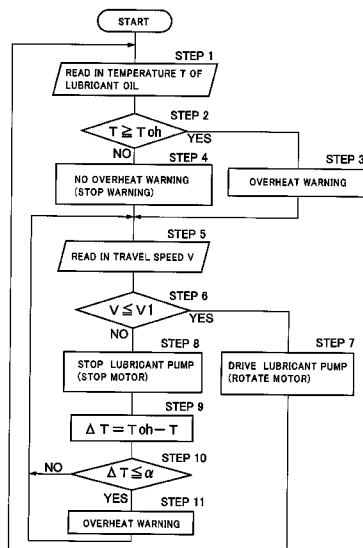 START
STEP 1
READ IN TEMPERATURE T OF
LUBRICANT OIL
STEP 2
T ≧ Toh
YES
NO
STEP 3
OVERHEAT WARNING
STEP 4
NO OVERHEAT WARNING
(STOP WARNING)
STEP 5
READ IN TRAVEL SPEED V
STEP 6
V ≦ V1
YES
NO
STEP 7
DRIVE LUBRICANT PUMP
(ROTATE MOTOR)
STEP 8
STOP LUBRICANT PUMP
(STOP MOTOR)
STEP 9
ΔT = Toh − T
STEP 10
ΔT ≦ α
NO
YES
STEP 11
OVERHEAT WARNING